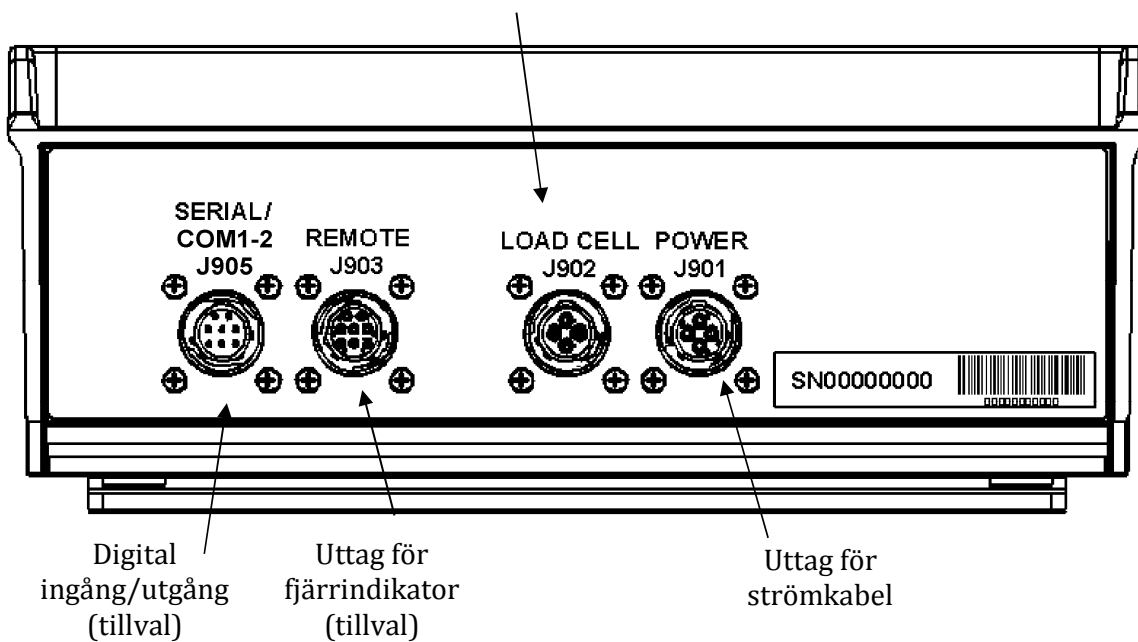 SERIAL/
COM1-2
J905
REMOTE
J903
LOAD CELL
J902
POWER
J901
SN00000000
0000000000
Digital
ingång/utgång
(tillval)
Uttag för
fjärrindikator
(tillval)
Uttag för
strömkabel